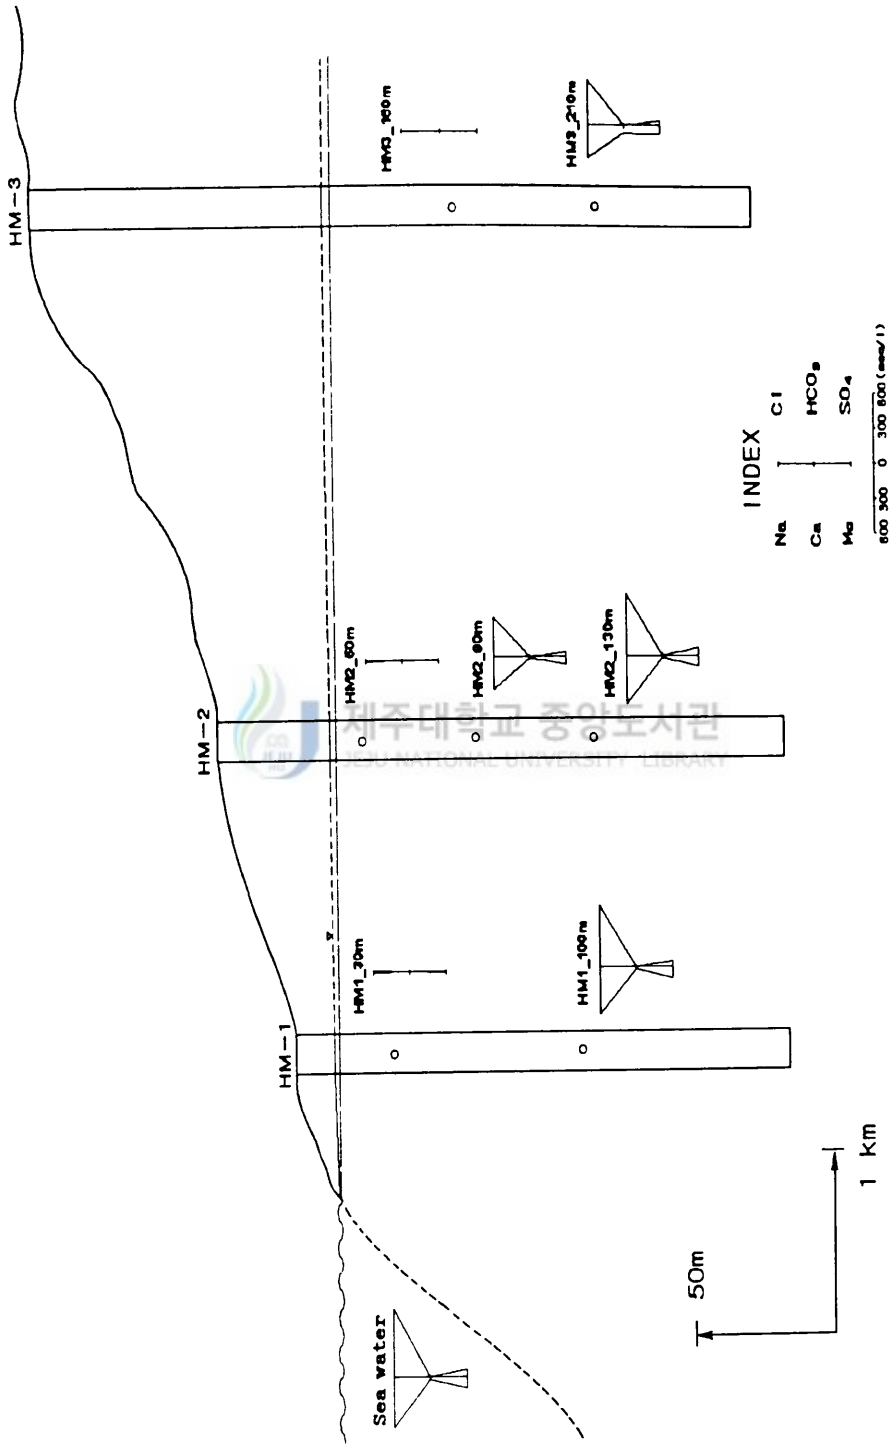 HM-3
HM3_160m
HM3_210m
HM-2
HM2_60m
HM2_90m
HM2_130m
HM-1
HM1_30m
HM1_100m
Sea water
INDEX
Na Cl
Ca HCO₃
Mg SO₄
600 300 0 300 600 (meq/l)
50m
1 km
제주대학교 중앙도서관
JEJU NATIONAL UNIVERSITY LIBRARY